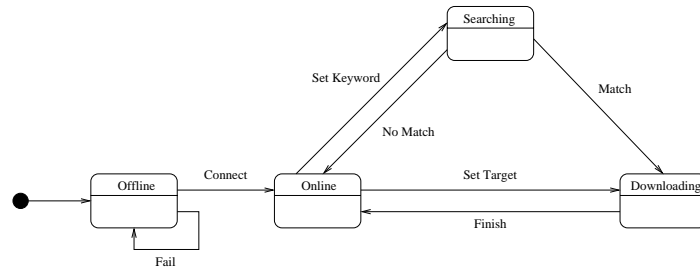 Searching
Set Keyword
Match
No Match
Offline
Connect
Online
Set Target
Downloading
Finish
Fail